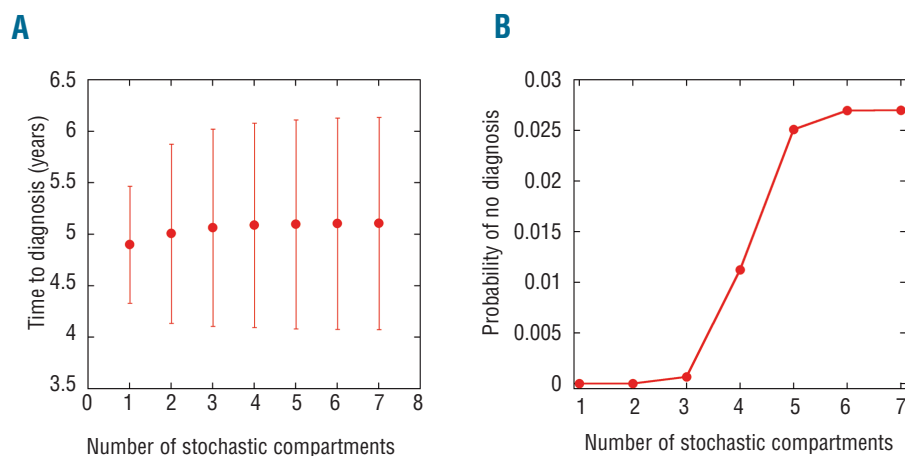 A
Time to diagnosis (years)
6.5
6
5.5
5
4.5
4
3.5
0 1 2 3 4 5 6 7 8
Number of stochastic compartments
B
Probability of no diagnosis
0.03
0.025
0.02
0.015
0.01
0.005
0
1 2 3 4 5 6 7
Number of stochastic compartments